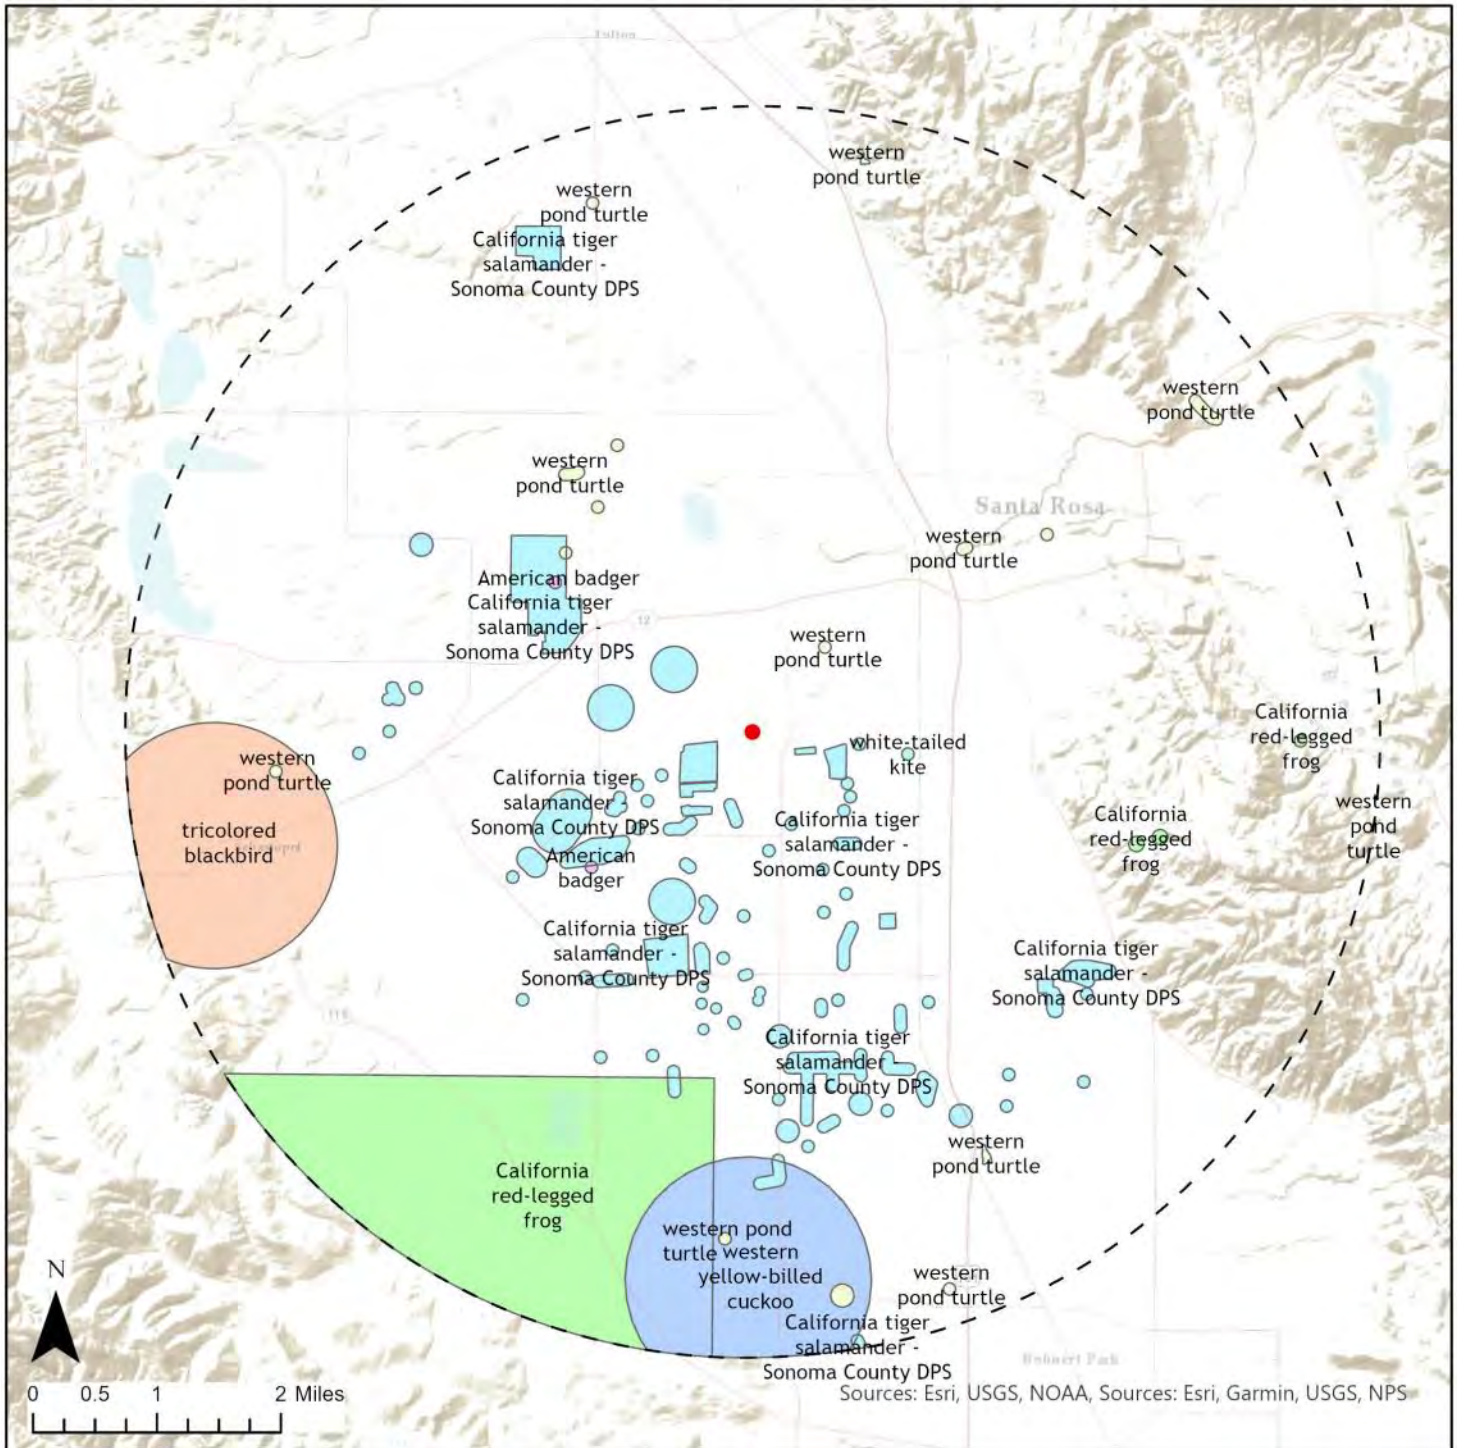 Fulton
western
pond turtle
western
pond turtle
California tiger
salamander -
Sonoma County DPS
western
pond turtle
western
pond turtle
Santa Rosa
western
pond turtle
American badger
California tiger
salamander -
Sonoma County DPS
12
western
pond turtle
California
red-legged
frog
white-tailed
kite
western
pond turtle
California tiger
salamander -
Sonoma County DPS
western
pond
turtle
California
red-legged
frog
California tiger
salamander -
Sonoma County DPS
tricolored
blackbird
American
badger
California tiger
salamander -
Sonoma County DPS
California tiger
salamander -
Sonoma County DPS
116
California tiger
salamander -
Sonoma County DPS
western
pond turtle
California
red-legged
frog
western pond
turtle western
yellow-billed
cuckoo
western
pond turtle
California tiger
salamander -
Sonoma County DPS
Rohnert Park
N
0 0.5 1 2 Miles
Sources: Esri, USGS, NOAA, Sources: Esri, Garmin, USGS, NPS